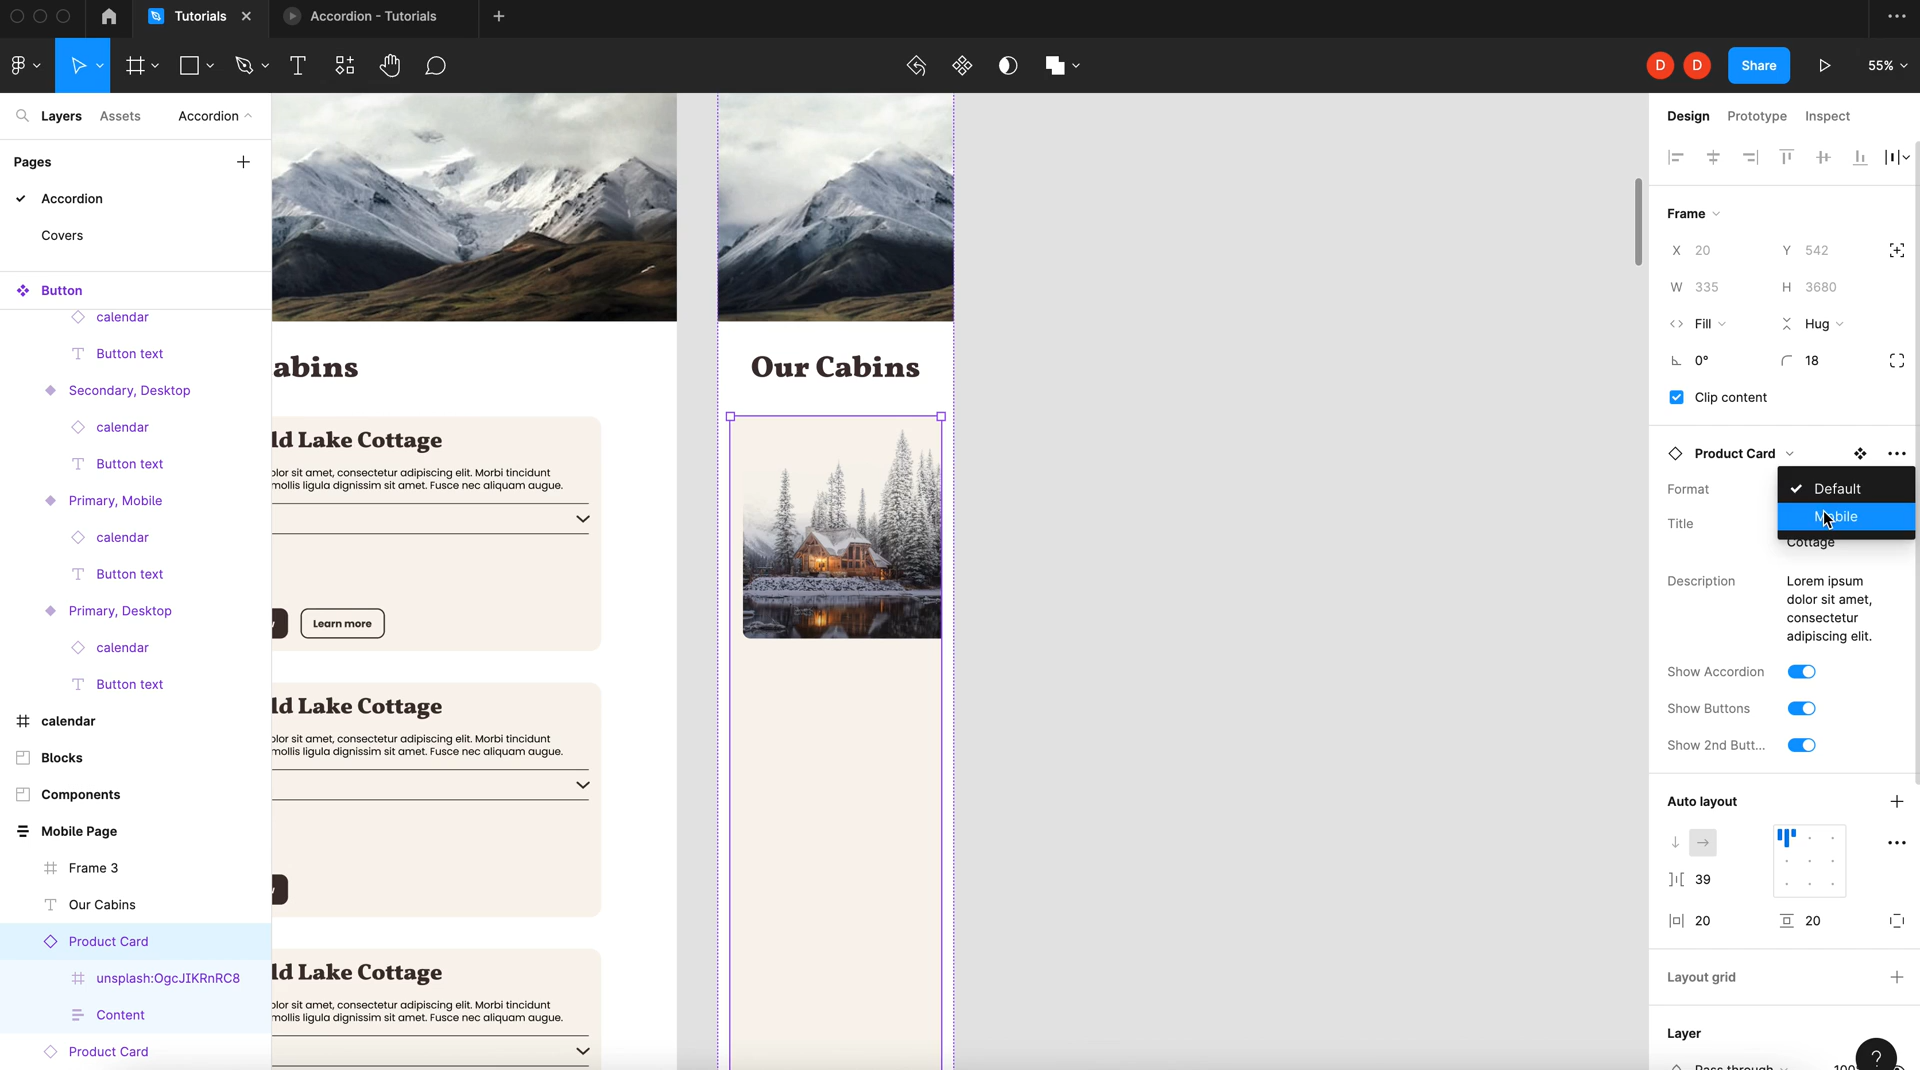 Tutorials
Accordion - Tutorials
D
D
Share
55%
Layers
Assets
Accordion
Pages
Accordion
Covers
Button
calendar
Button text
Secondary, Desktop
calendar
Button text
Primary, Mobile
calendar
Button text
Primary, Desktop
calendar
Button text
calendar
Blocks
Components
Mobile Page
Frame 3
Our Cabins
Product Card
unsplash:OgcJIKRnRC8
Content
Product Card
abins
ld Lake Cottage
olor sit amet, consectetur adipiscing elit. Morbi tincidunt
mollis ligula dignissim sit amet. Fusce nec aliquam augue.
Learn more
ld Lake Cottage
olor sit amet, consectetur adipiscing elit. Morbi tincidunt
mollis ligula dignissim sit amet. Fusce nec aliquam augue.
ld Lake Cottage
olor sit amet, consectetur adipiscing elit. Morbi tincidunt
mollis ligula dignissim sit amet. Fusce nec aliquam augue.
Our Cabins
Design
Prototype
Inspect
Frame
X 20
Y 542
W 335
H 3680
Fill
Hug
0°
18
Clip content
Product Card
Format
Default
Mobile
Title
Cottage
Description
Lorem ipsum
dolor sit amet,
consectetur
adipiscing elit.
Show Accordion
Show Buttons
Show 2nd Butt...
Auto layout
39
20
20
Layout grid
Layer
Pass through
100
?